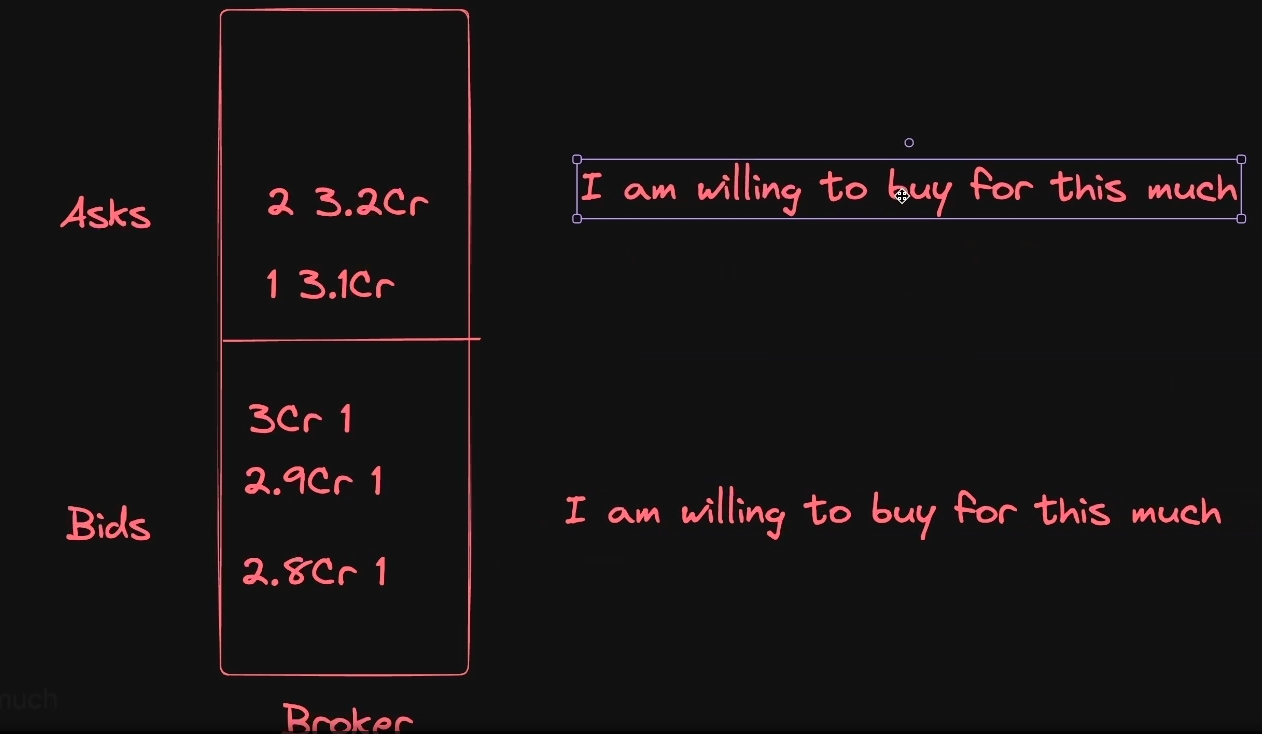 Asks
2 3.2Cr
1 3.1Cr
I am willing to buy for this much
Bids
3Cr 1
2.9Cr 1
2.8Cr 1
I am willing to buy for this much
much
Broker